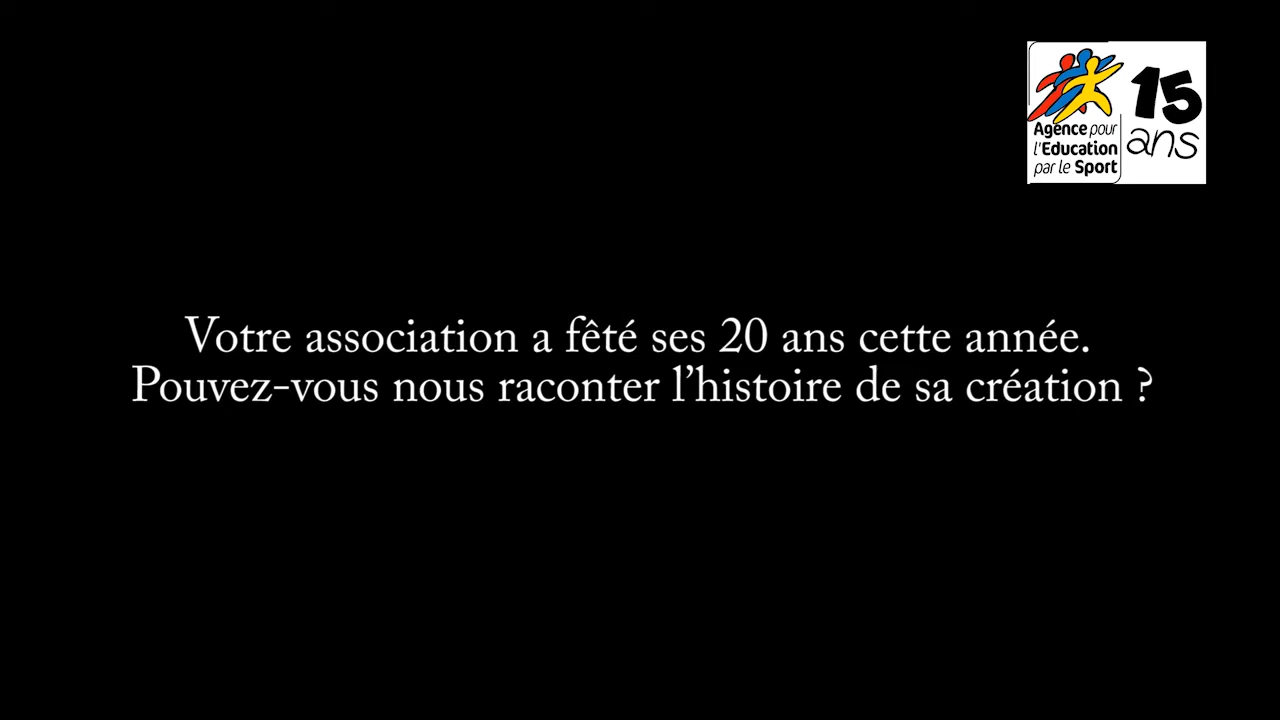 15
ans
Agence pour
l'Education
par le Sport
Votre association a fêté ses 20 ans cette année.
Pouvez-vous nous raconter l’histoire de sa création ?